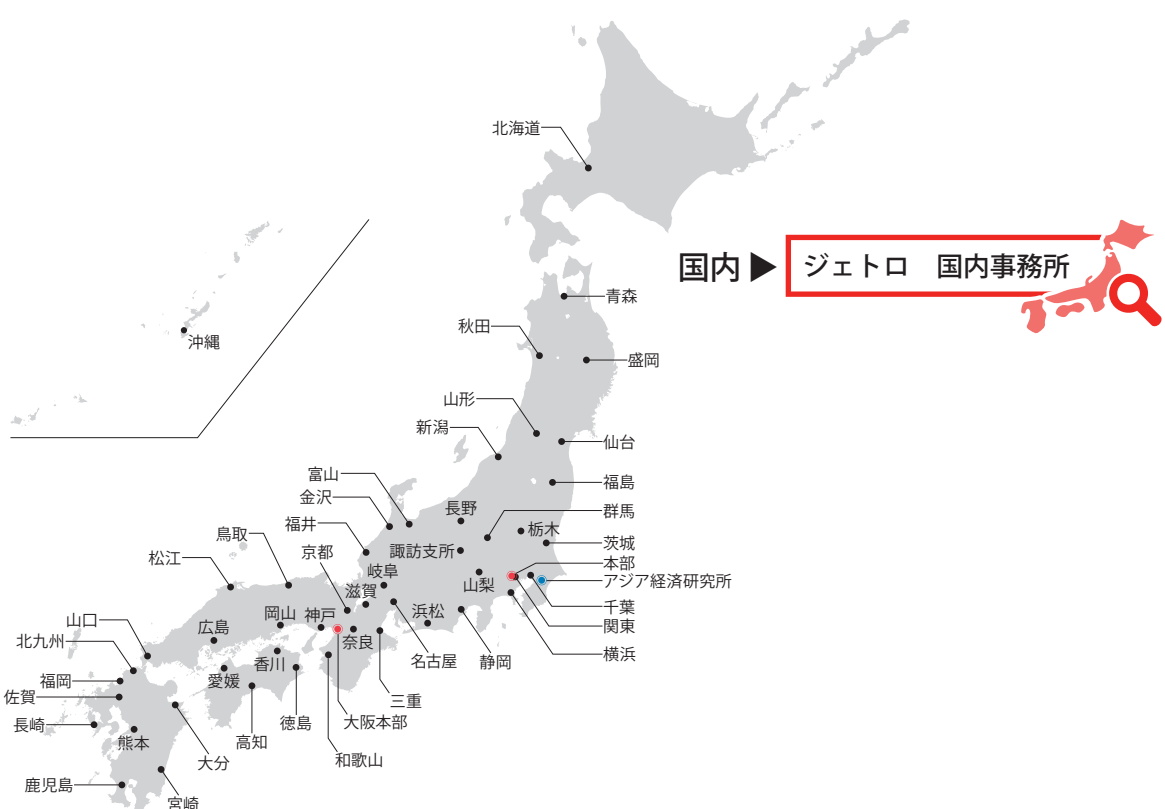 北海道
国内▶
ジェトロ　国内事務所
青森
沖縄
秋田
盛岡
山形
新潟
仙台
富山
福島
金沢
長野
群馬
福井
栃木
鳥取
茨城
京都
諏訪支所
松江
本部
岐阜
アジア経済研究所
山梨
滋賀
千葉
岡山
神戸
浜松
山口
広島
関東
北九州
奈良
横浜
香川
名古屋
静岡
福岡
愛媛
佐賀
三重
長崎
徳島
大阪本部
熊本
高知
和歌山
大分
鹿児島
宮崎